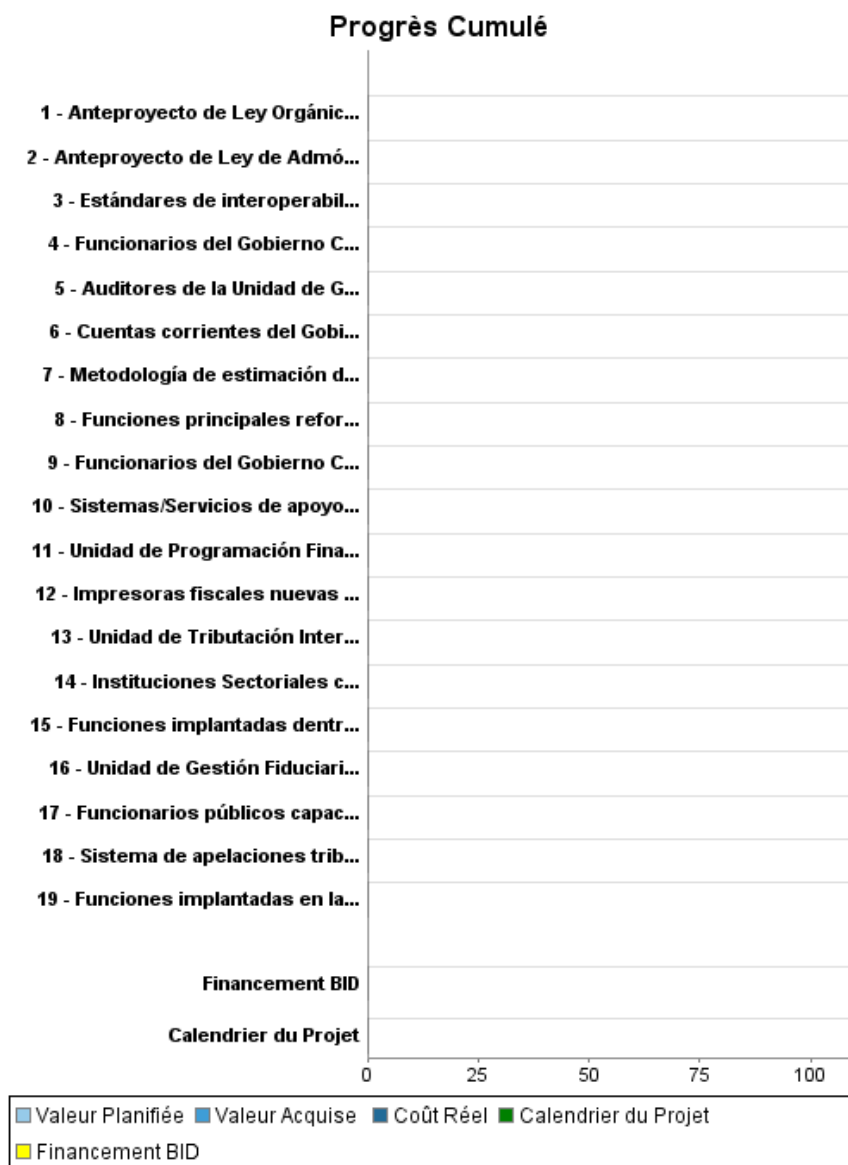 Progrès Cumulé
1 - Anteproyecto de Ley Orgánic...
2 - Anteproyecto de Ley de Admó...
3 - Estándares de interoperabil...
4 - Funcionarios del Gobierno C...
5 - Auditores de la Unidad de G...
6 - Cuentas corrientes del Gobi...
7 - Metodología de estimación d...
8 - Funciones principales refor...
9 - Funcionarios del Gobierno C...
10 - Sistemas/Servicios de apoyo...
11 - Unidad de Programación Fina...
12 - Impresoras fiscales nuevas ...
13 - Unidad de Tributación Inter...
14 - Instituciones Sectoriales c...
15 - Funciones implantadas dentr...
16 - Unidad de Gestión Fiduciari...
17 - Funcionarios públicos capac...
18 - Sistema de apelaciones trib...
19 - Funciones implantadas en la...
Financement BID
Calendrier du Projet
0 25 50 75 100
Valeur Planifiée Valeur Acquise Coût Réel Calendrier du Projet
Financement BID